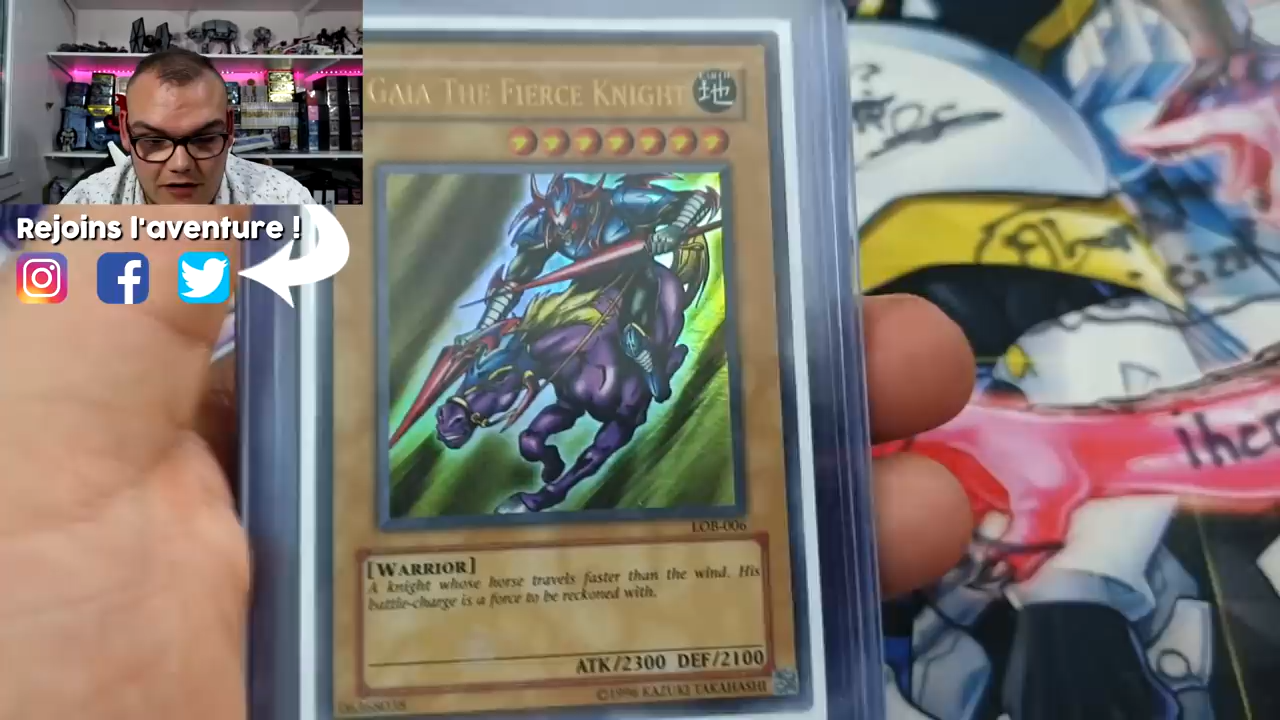 GAIA THE FIERCE KNIGHT
地
Rejoins l'aventure !
LOB-006
[WARRIOR]
A knight whose horse travels faster than the wind. His
battle-charge is a force to be reckoned with.
ATK/2300 DEF/2100
©1996 KAZUKI TAKAHASHI